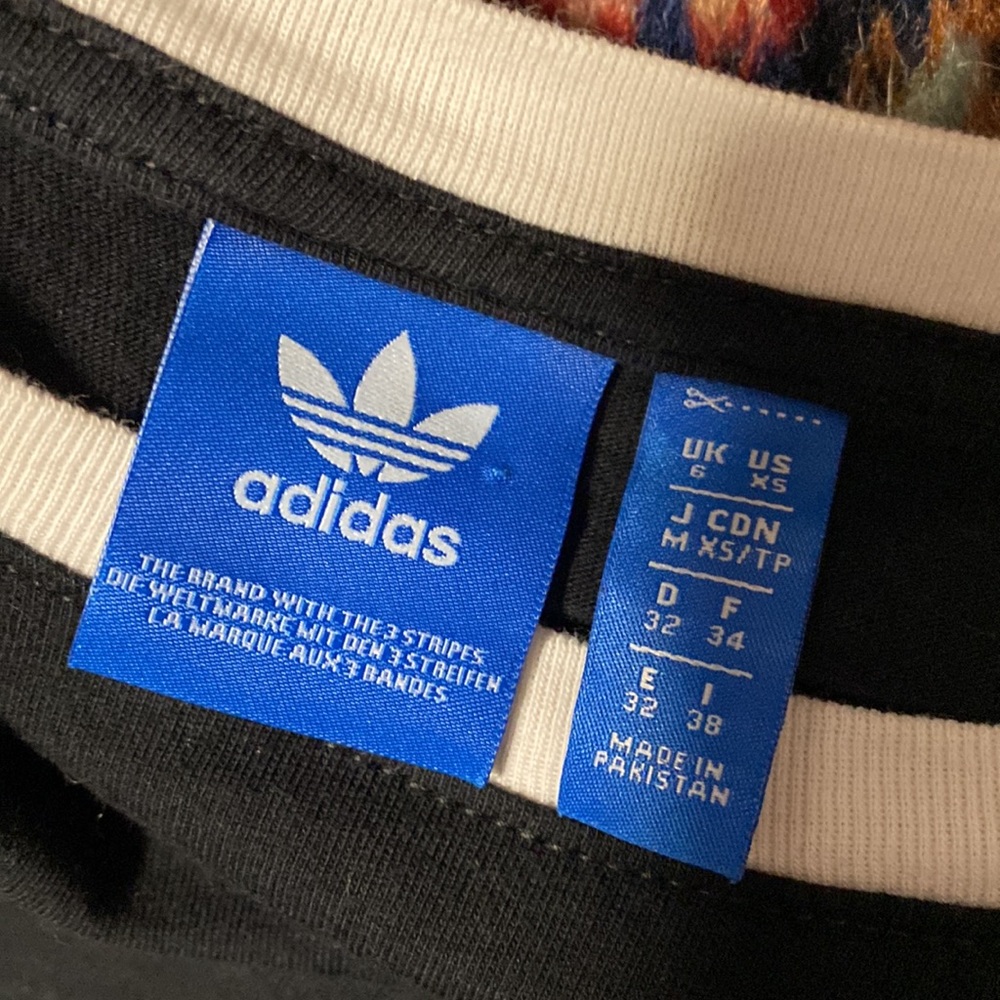 adidas
THE BRAND WITH THE 3 STRIPES
DIE WELTMARKE MIT DEN 3 STREIFEN
LA MARQUE AUX 3 BANDES
UK US
6 XS
J CDN
M XS/TP
D F
32 34
E I
32 38
MADE IN
PAKISTAN